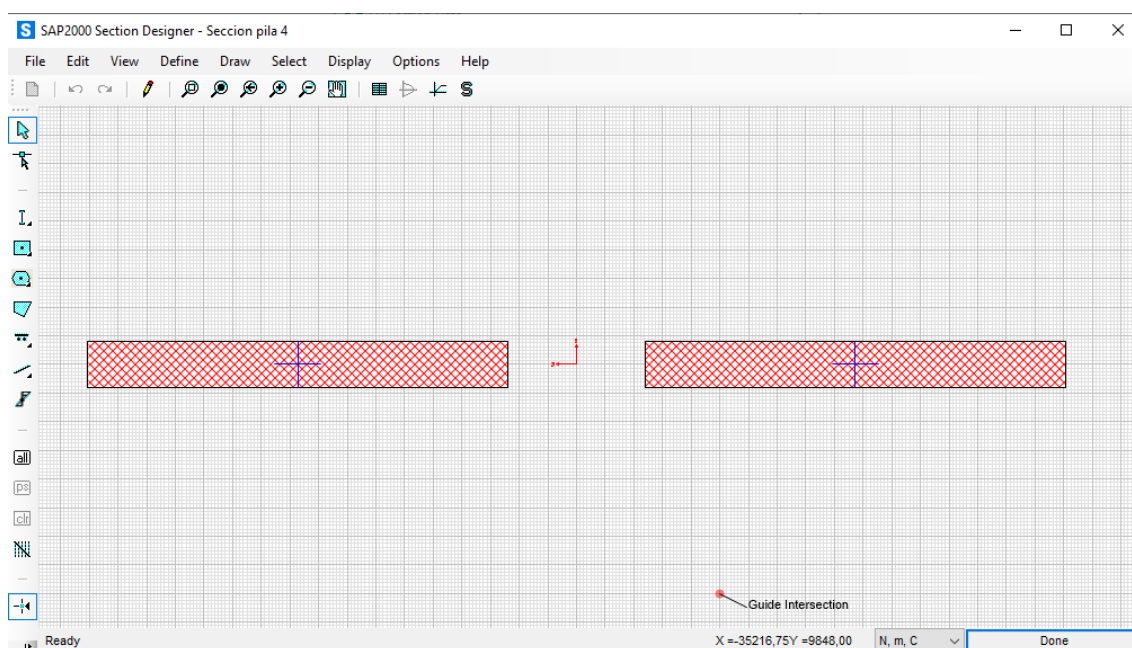 S SAP2000 Section Designer - Seccion pila 4
File Edit View Define Draw Select Display Options Help
S
I
all
ps
clr
Guide Intersection
Ready X =-35216,75Y =9848,00 N, m, C Done